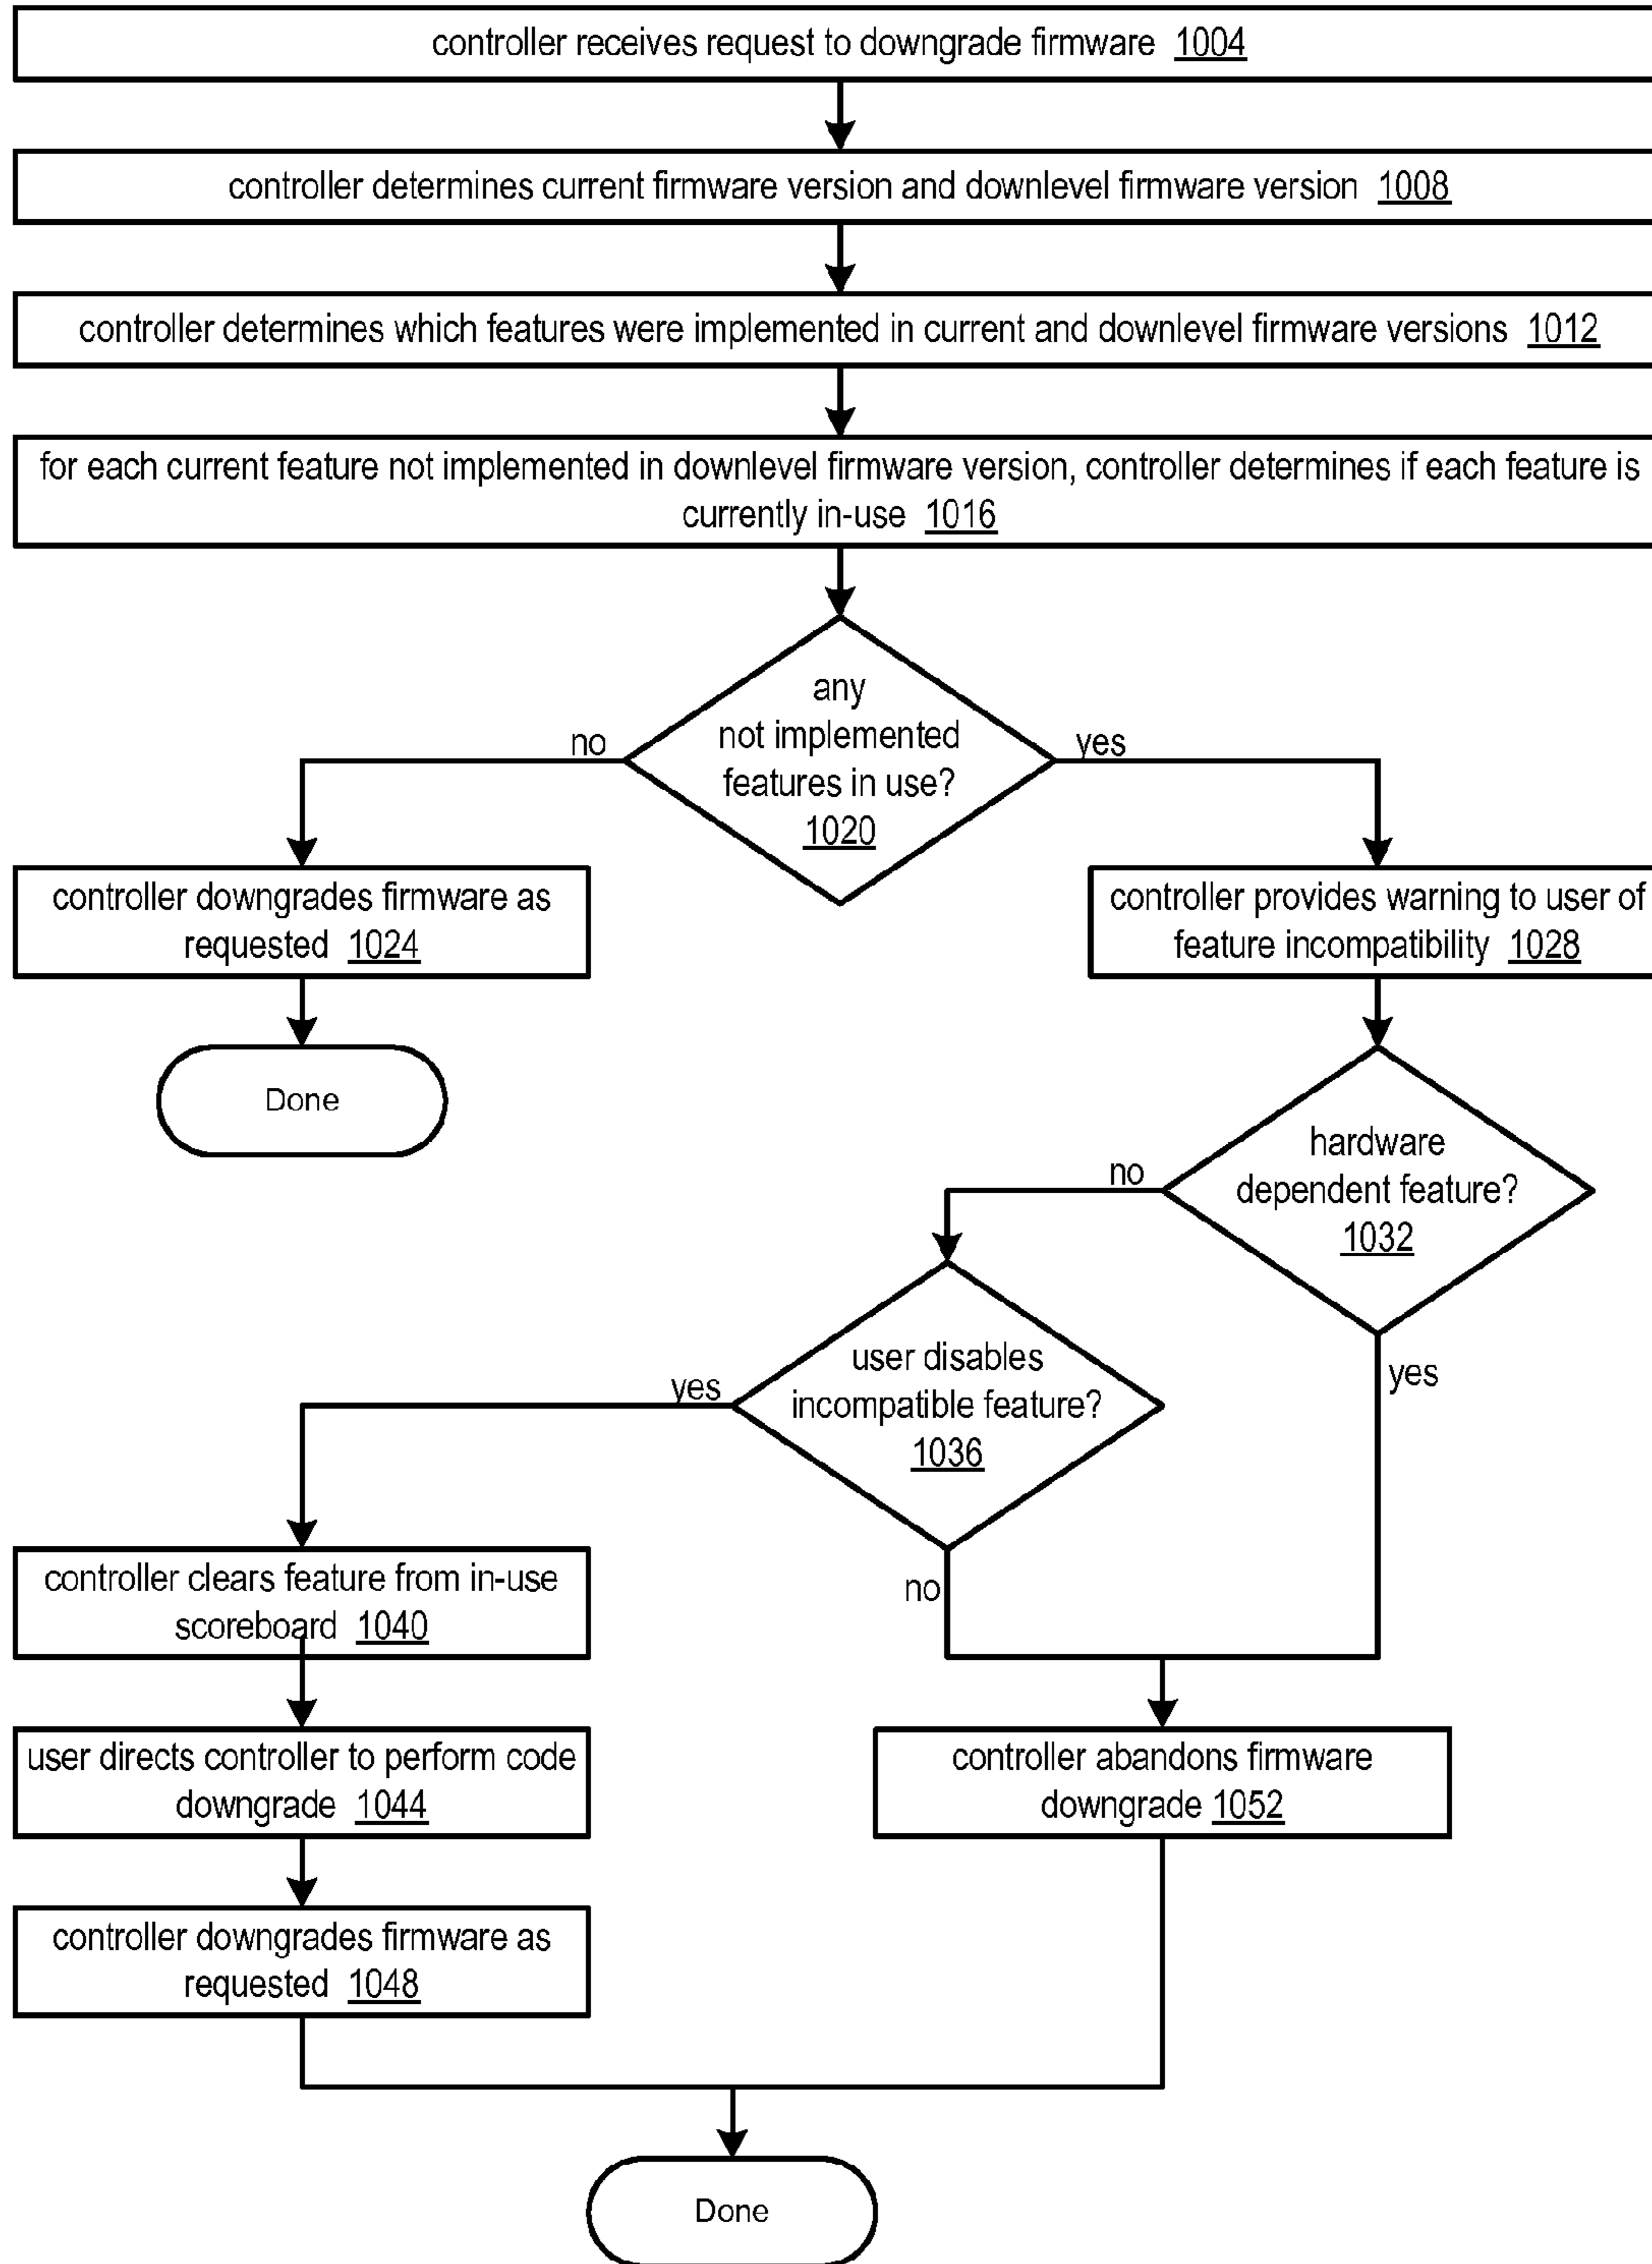 controller receives request to downgrade firmware 1004
controller determines current firmware version and downlevel firmware version 1008
controller determines which features were implemented in current and downlevel firmware versions 1012
for each current feature not implemented in downlevel firmware version, controller determines if each feature is
currently in-use 1016
any
not implemented
features in use?
1020
no
yes
controller downgrades firmware as
requested 1024
controller provides warning to user of
feature incompatibility 1028
Done
hardware
dependent feature?
1032
no
yes
user disables
incompatible feature?
1036
yes
no
controller clears feature from in-use
scoreboard 1040
user directs controller to perform code
downgrade 1044
controller abandons firmware
downgrade 1052
controller downgrades firmware as
requested 1048
Done